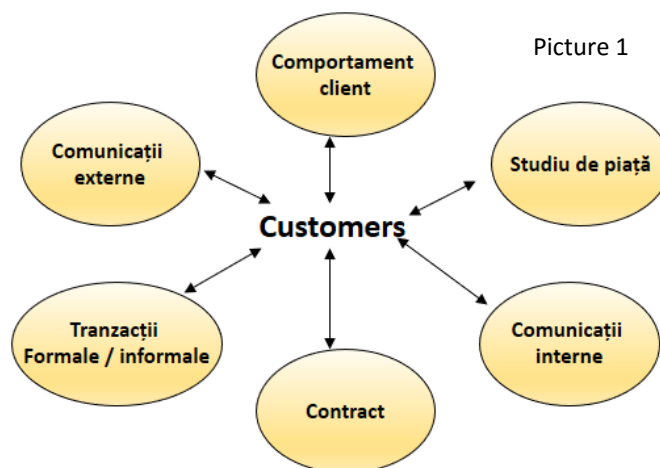 Picture 1
Comportament
client
Comunicații
externe
Studiu de piață
Customers
Tranzacții
Formale / informale
Comunicații
interne
Contract